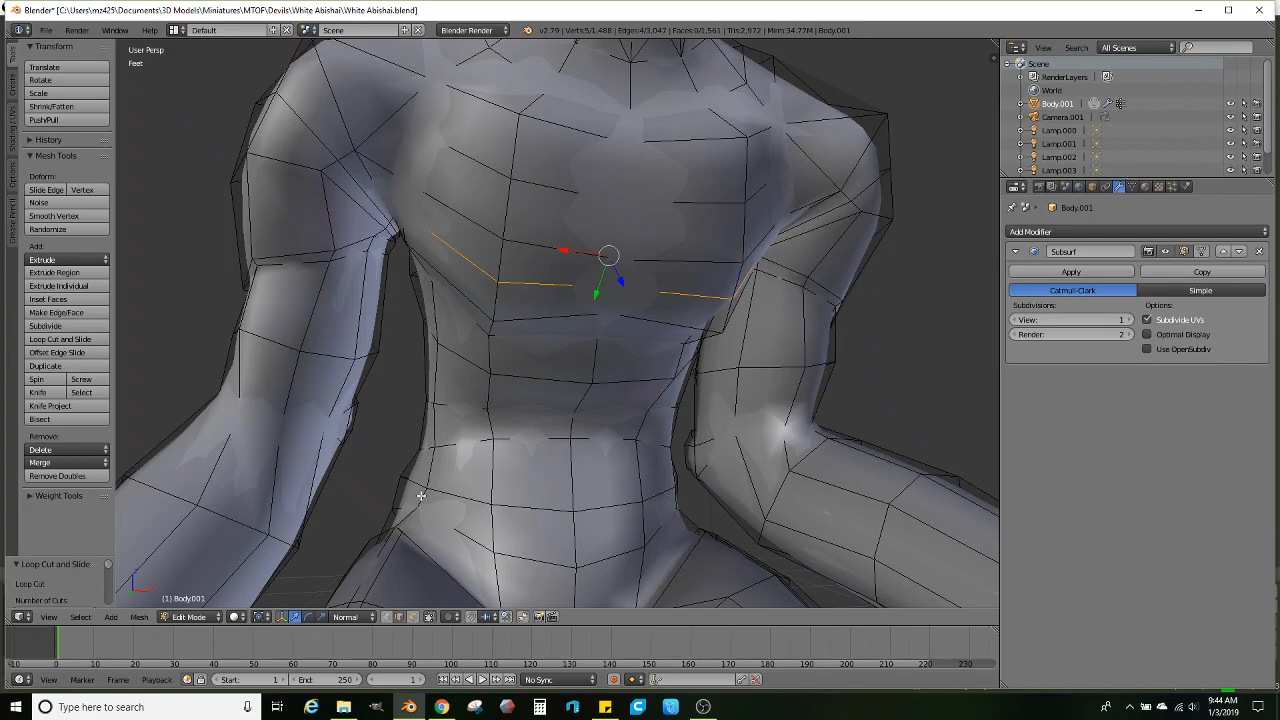 Blender* [C:\Users\mz425\Documents\3D Models\Miniatures\MTOF\Devils\White Abishai\White Abishai.blend]
File Render Window Help Default Scene Blender Render v2.79 | Verts:5/1,488 | Edges:4/3,047 | Faces:0/1,561 | Tris:2,972 | Mem:34.77M | Body.001
Tools
Create
Shading / UVs
Options
Grease Pencil
Transform
Translate
Rotate
Scale
Shrink/Fatten
Push/Pull
History
Mesh Tools
Deform:
Slide Edge Vertex
Noise
Smooth Vertex
Randomize
Add:
Extrude
Extrude Region
Extrude Individual
Inset Faces
Make Edge/Face
Subdivide
Loop Cut and Slide
Offset Edge Slide
Duplicate
Spin Screw
Knife Select
Knife Project
Bisect
Remove:
Delete
Merge
Remove Doubles
Weight Tools
Loop Cut and Slide
Loop Cut
Number of Cuts
User Persp
Feet
(1) Body.001
View Select Add Mesh Edit Mode Normal
View Search All Scenes
Scene
RenderLayers
World
Body.001
Camera.001
Lamp.000
Lamp.001
Lamp.002
Lamp.003
Body.001
Add Modifier
Subsurf
Apply Copy
Catmull-Clark Simple
Subdivisions: Options:
View: 1 Subdivide UVs
Render: 2 Optimal Display
Use OpenSubdiv
-10 0 10 20 30 40 50 60 70 80 90 100 110 120 130 140 150 160 170 180 190 200 210 220 230
View Marker Frame Playback Start: 1 End: 250 1 No Sync
Type here to search
9:44 AM
1/3/2019